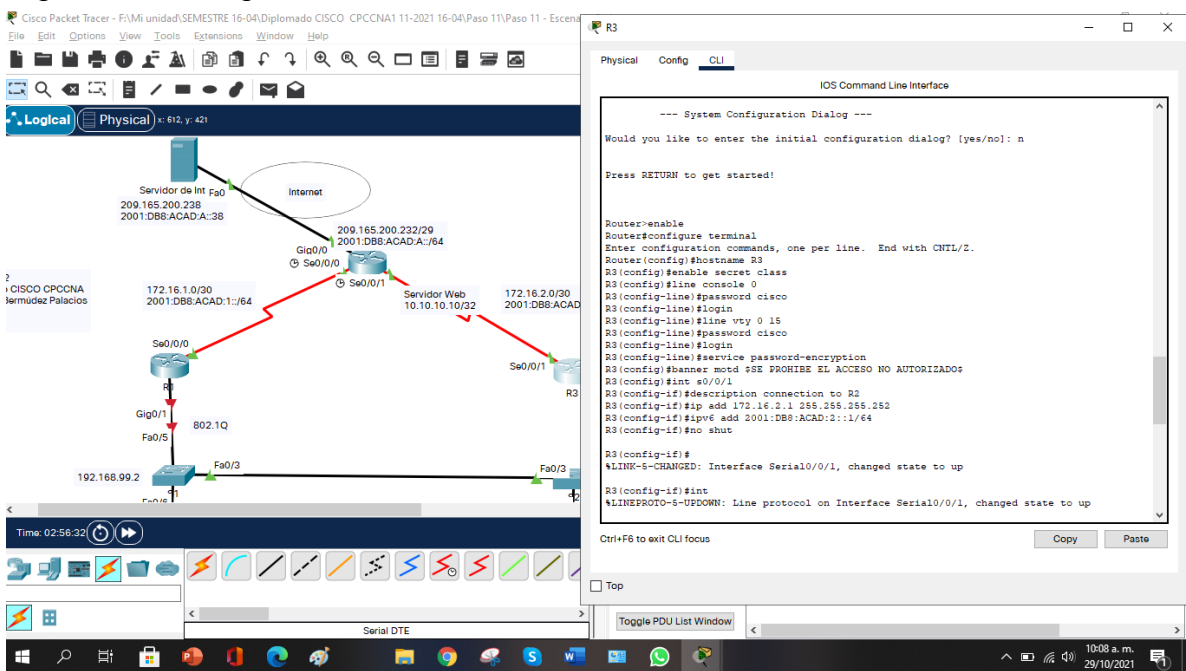 Cisco Packet Tracer - F:\Mi unidad\SEMESTRE 16-04\Diplomado CISCO CPCCNA1 11-2021 16-04\Paso 11\Paso 11 - Escena
File Edit Options View Tools Extensions Window Help
Logical Physical x: 612, y: 421
Servidor de Int Fa0
209.165.200.238
2001:DB8:ACAD:A::38
Internet
209.165.200.232/29
2001:DB8:ACAD:A::/64
Gig0/0
Se0/0/0
Se0/0/1
2
CISCO CPCCNA
Bermúdez Palacios
172.16.1.0/30
2001:DB8:ACAD:1::/64
Servidor Web
10.10.10.10/32
172.16.2.0/30
2001:DB8:ACAD
Se0/0/0
R1
Se0/0/1
R3
Gig0/1
802.1Q
Fa0/5
192.168.99.2
Fa0/3
Fa0/3
Fa0/6
Time: 02:56:32
Serial DTE
R3
Physical Config CLI
IOS Command Line Interface
--- System Configuration Dialog ---
Would you like to enter the initial configuration dialog? [yes/no]: n
Press RETURN to get started!
Router>enable
Router#configure terminal
Enter configuration commands, one per line. End with CNTL/Z.
Router(config)#hostname R3
R3(config)#enable secret class
R3(config)#line console 0
R3(config-line)#password cisco
R3(config-line)#login
R3(config-line)#line vty 0 15
R3(config-line)#password cisco
R3(config-line)#login
R3(config-line)#service password-encryption
R3(config)#banner motd $SE PROHIBE EL ACCESO NO AUTORIZADO$
R3(config)#int s0/0/1
R3(config-if)#description connection to R2
R3(config-if)#ip add 172.16.2.1 255.255.255.252
R3(config-if)#ipv6 add 2001:DB8:ACAD:2::1/64
R3(config-if)#no shut
R3(config-if)#
%LINK-5-CHANGED: Interface Serial0/0/1, changed state to up
R3(config-if)#int
%LINEPROTO-5-UPDOWN: Line protocol on Interface Serial0/0/1, changed state to up
Ctrl+F6 to exit CLI focus
Copy Paste
Top
Toggle PDU List Window
10:08 a. m.
29/10/2021